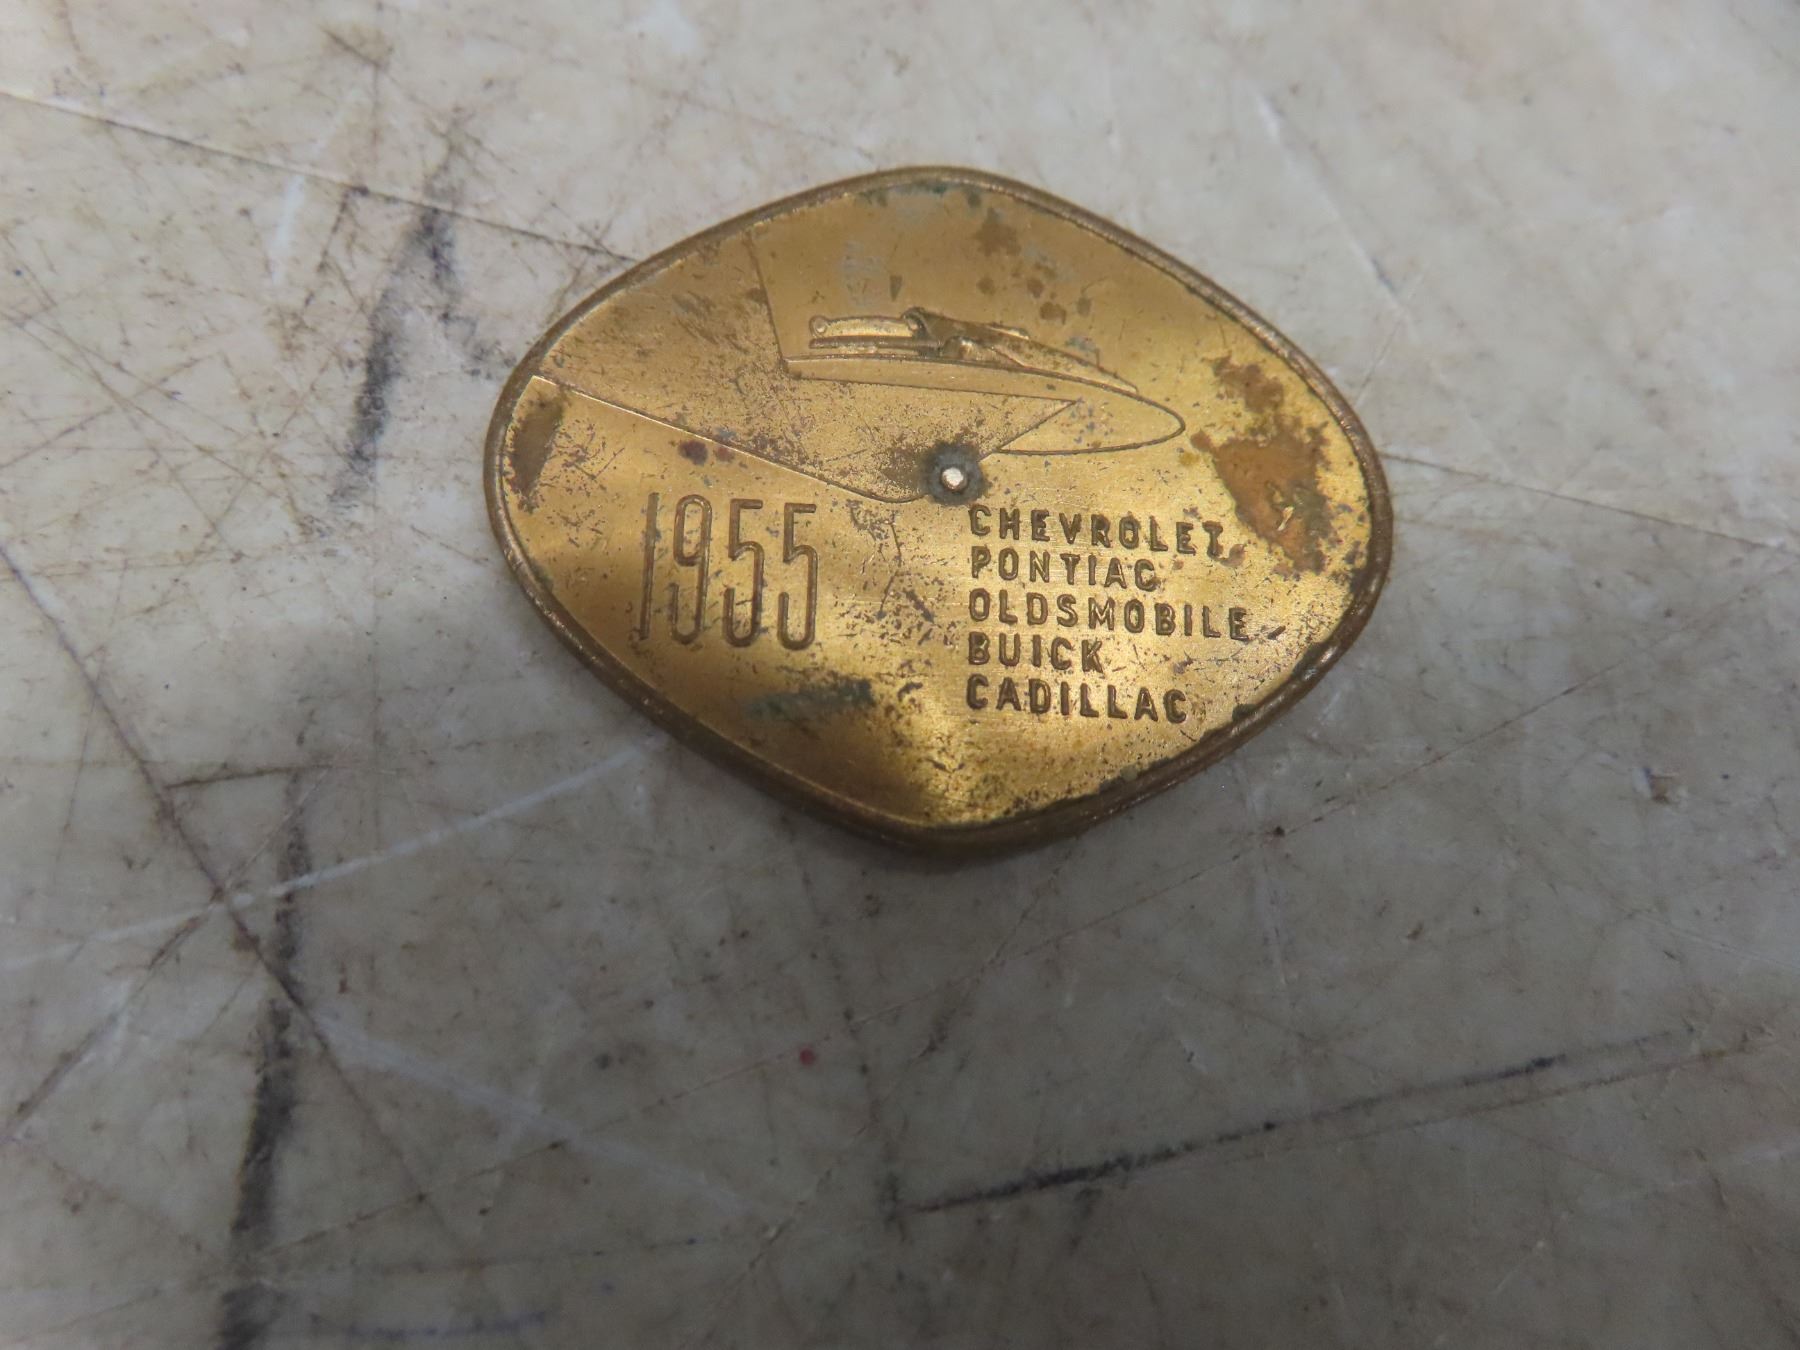 1955
CHEVROLET
PONTIAC
OLDSMOBILE
BUICK
CADILLAC